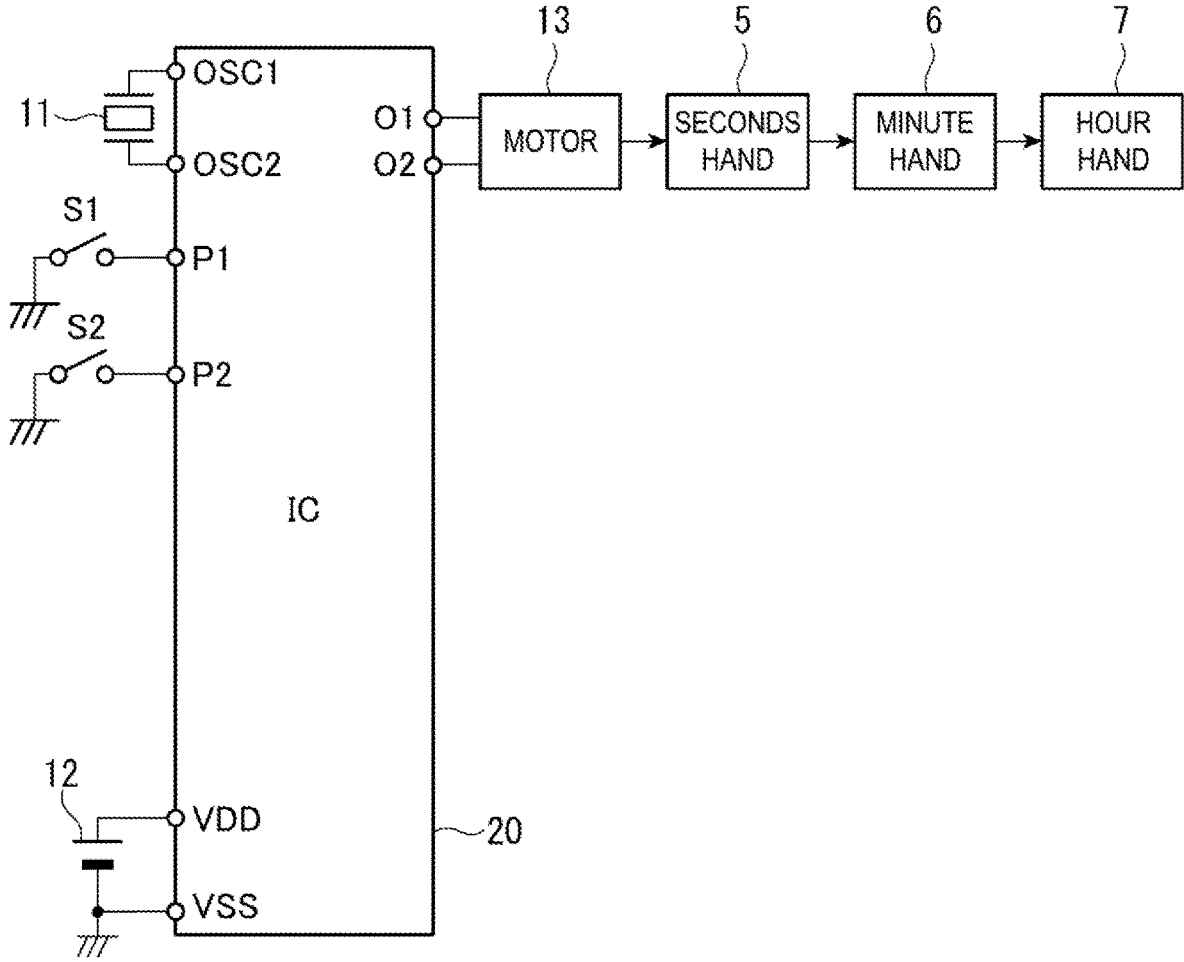 13
5
6
7
11
OSC1
OSC2
O1
O2
MOTOR
SECONDS
HAND
MINUTE
HAND
HOUR
HAND
S1
P1
S2
P2
IC
12
VDD
20
VSS